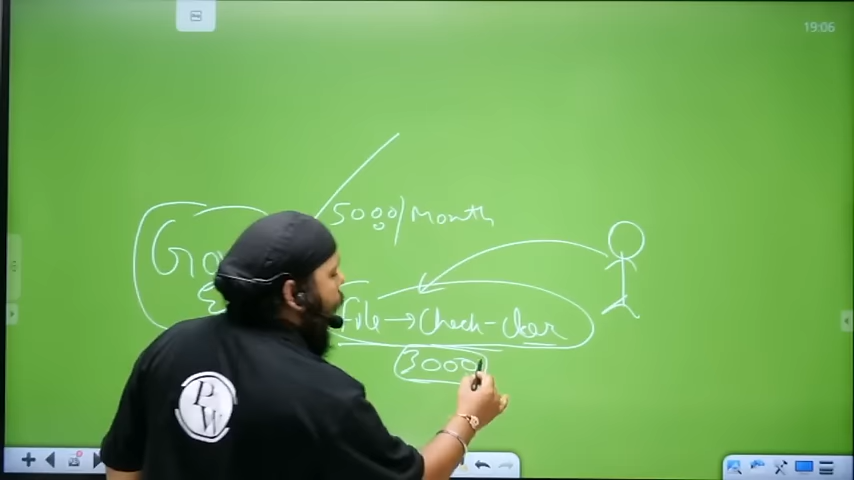 19:06
5000/Month
File → Check - Clear
3000
PW